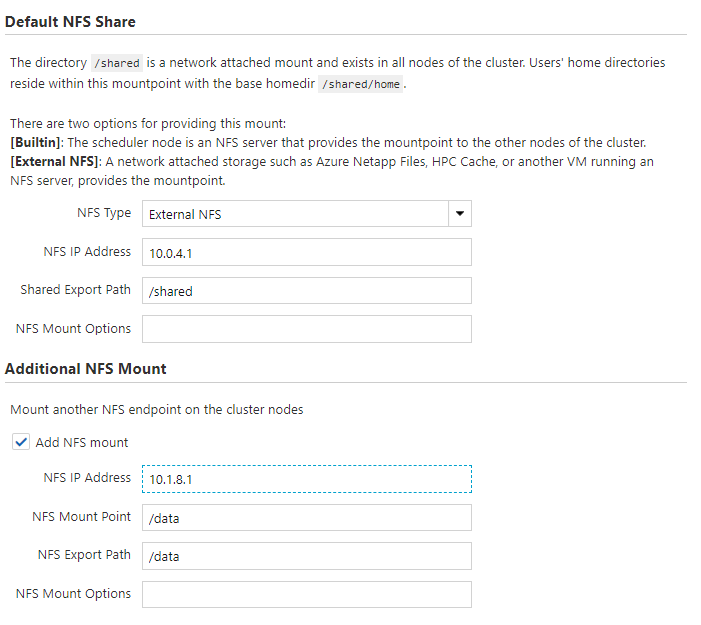 Default NFS Share
The directory /shared is a network attached mount and exists in all nodes of the cluster. Users' home directories
reside within this mountpoint with the base homedir /shared/home .
There are two options for providing this mount:
[Builtin]: The scheduler node is an NFS server that provides the mountpoint to the other nodes of the cluster.
[External NFS]: A network attached storage such as Azure Netapp Files, HPC Cache, or another VM running an
NFS server, provides the mountpoint.
NFS Type External NFS
NFS IP Address 10.0.4.1
Shared Export Path /shared
NFS Mount Options
Additional NFS Mount
Mount another NFS endpoint on the cluster nodes
Add NFS mount
NFS IP Address 10.1.8.1
NFS Mount Point /data
NFS Export Path /data
NFS Mount Options